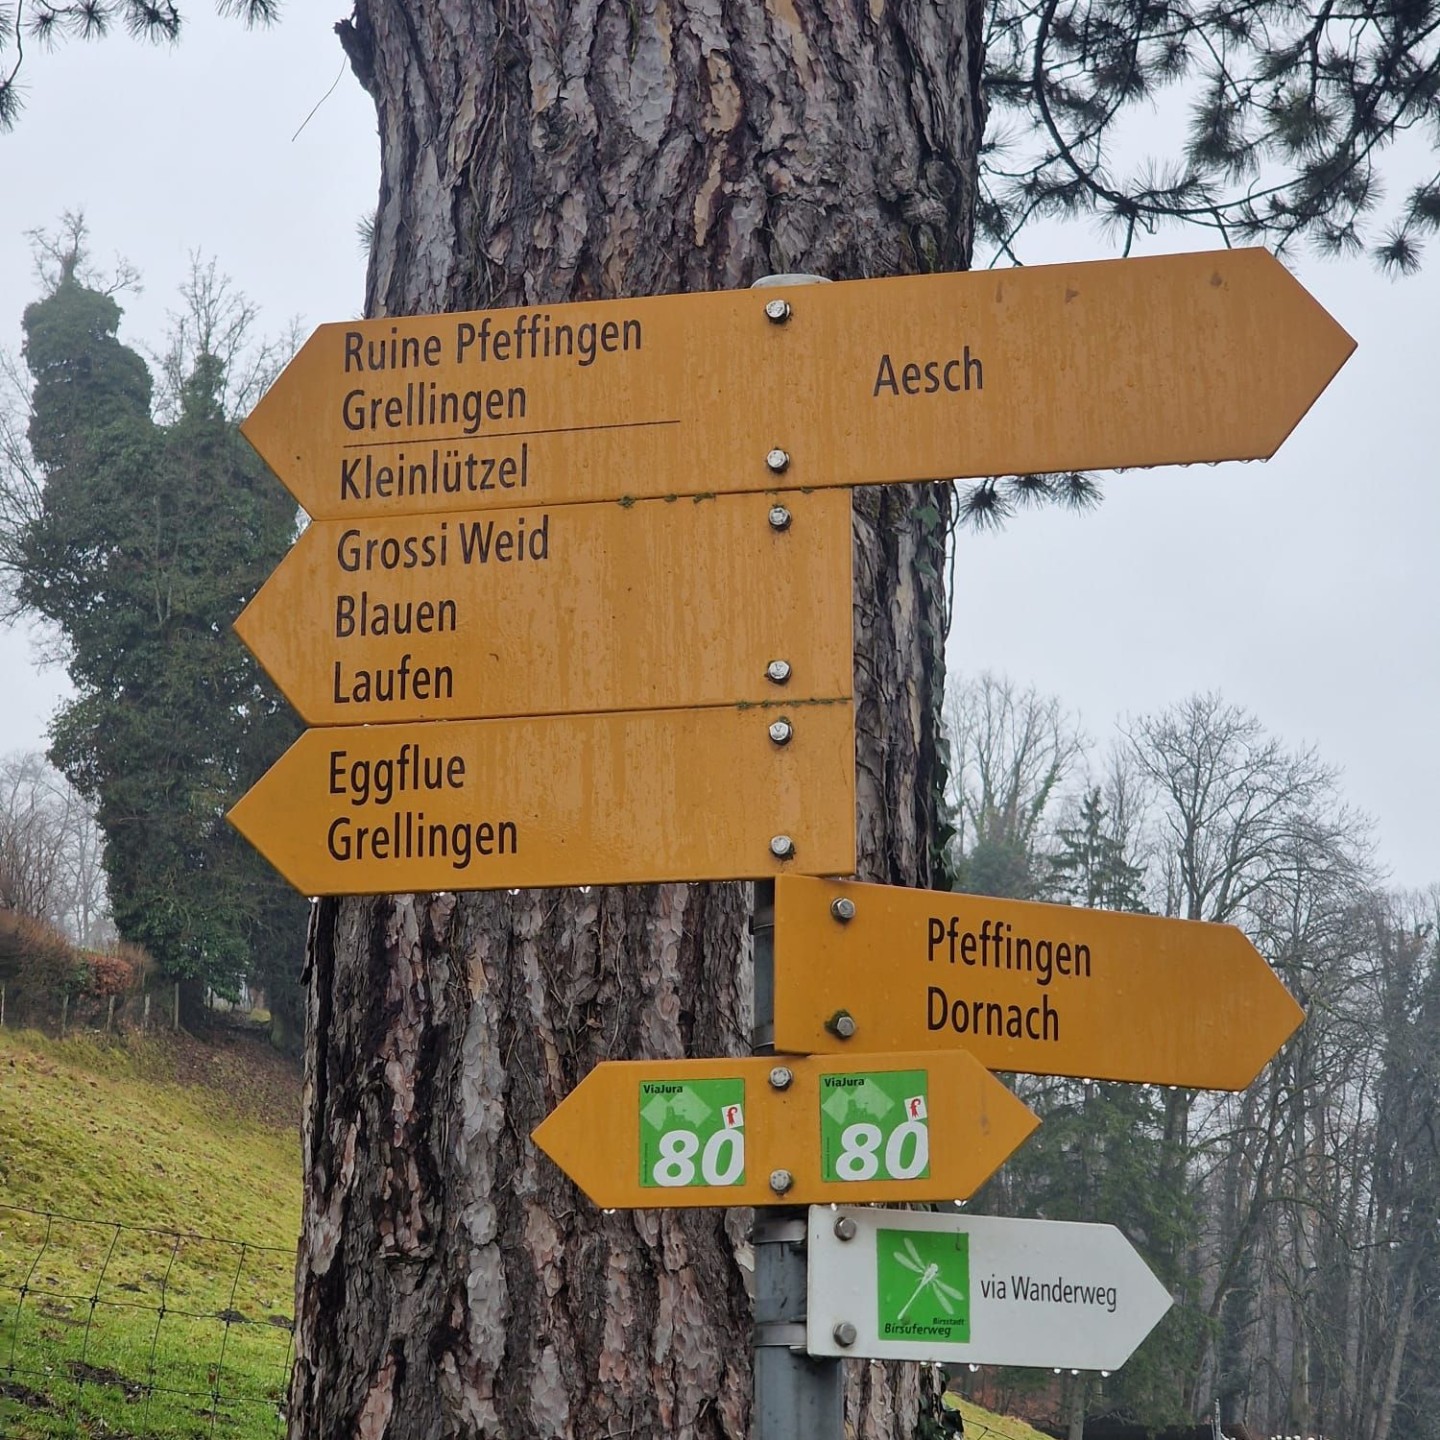 Ruine Pfeffingen
Grellingen
Kleinlützel
Aesch
Grossi Weid
Blauen
Laufen
Eggflue
Grellingen
Pfeffingen
Dornach
ViaJura
80
ViaJura
80
Birsstadt
Birsuferweg
via Wanderweg